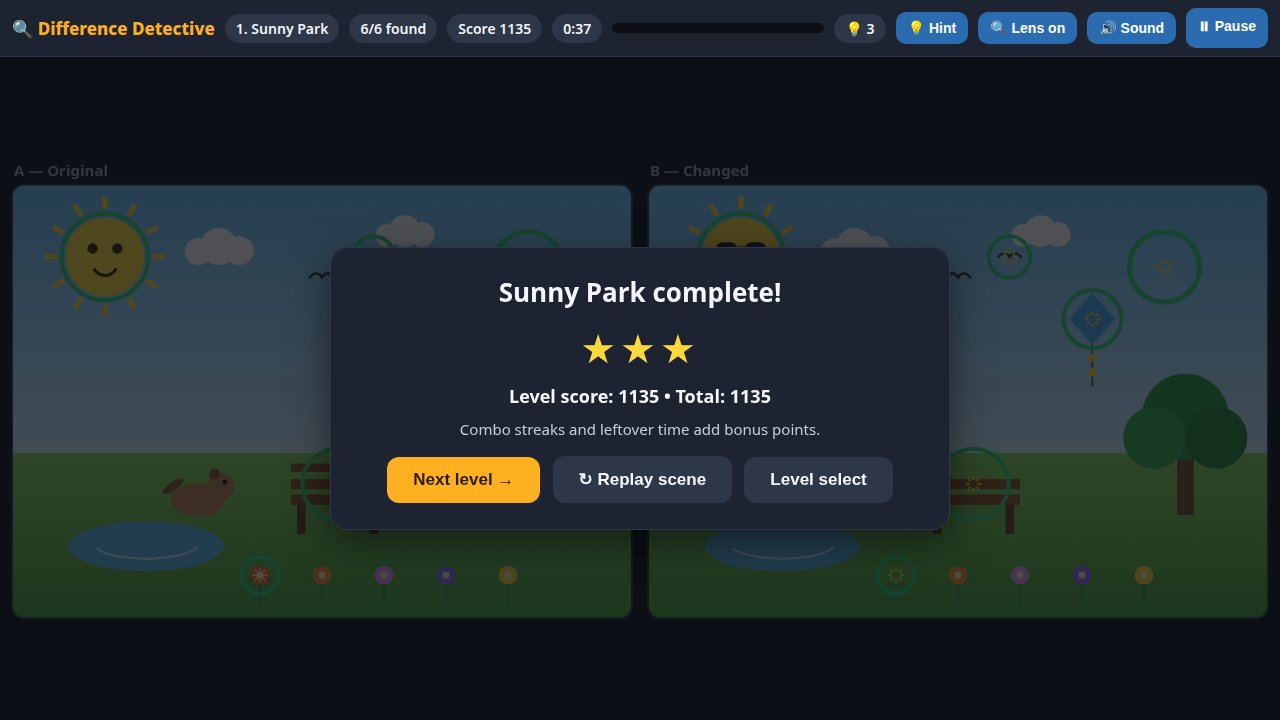 🔍 Difference Detective
1. Sunny Park
6/6 found
Score 1135
0:37
💡 3
💡 Hint
🔍 Lens on
🔊 Sound
⏸ Pause
A — Original
B — Changed
Sunny Park complete!
★★★
Level score: 1135 • Total: 1135
Combo streaks and leftover time add bonus points.
Next level →
↻ Replay scene
Level select